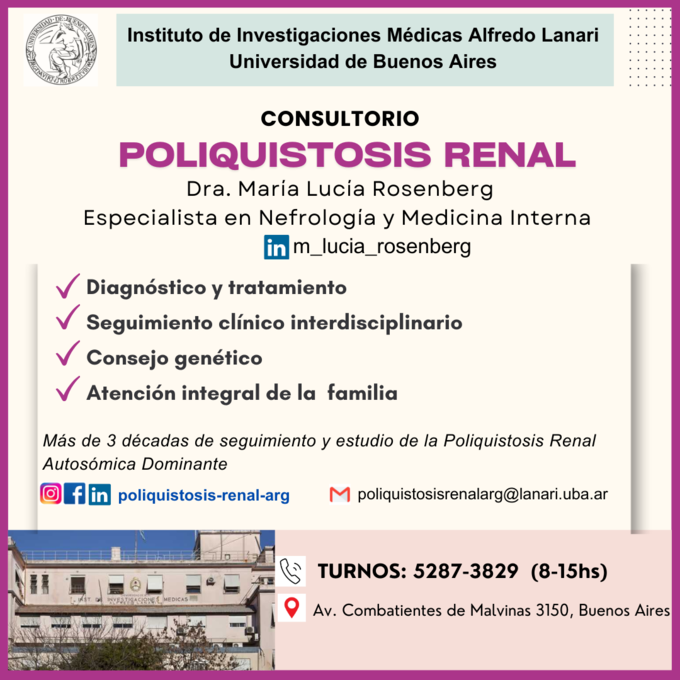 Instituto de Investigaciones Médicas Alfredo Lanari
Universidad de Buenos Aires
CONSULTORIO
POLIQUISTOSIS RENAL
Dra. María Lucía Rosenberg
Especialista en Nefrología y Medicina Interna
in m_lucia_rosenberg
Diagnóstico y tratamiento
Seguimiento clínico interdisciplinario
Consejo genético
Atención integral de la familia
Más de 3 décadas de seguimiento y estudio de la Poliquistosis Renal
Autosómica Dominante
poliquistosis-renal-arg
poliquistosisrenalarg@lanari.uba.ar
TURNOS: 5287-3829 (8-15hs)
Av. Combatientes de Malvinas 3150, Buenos Aires
INVESTIGACIONES MEDICAS